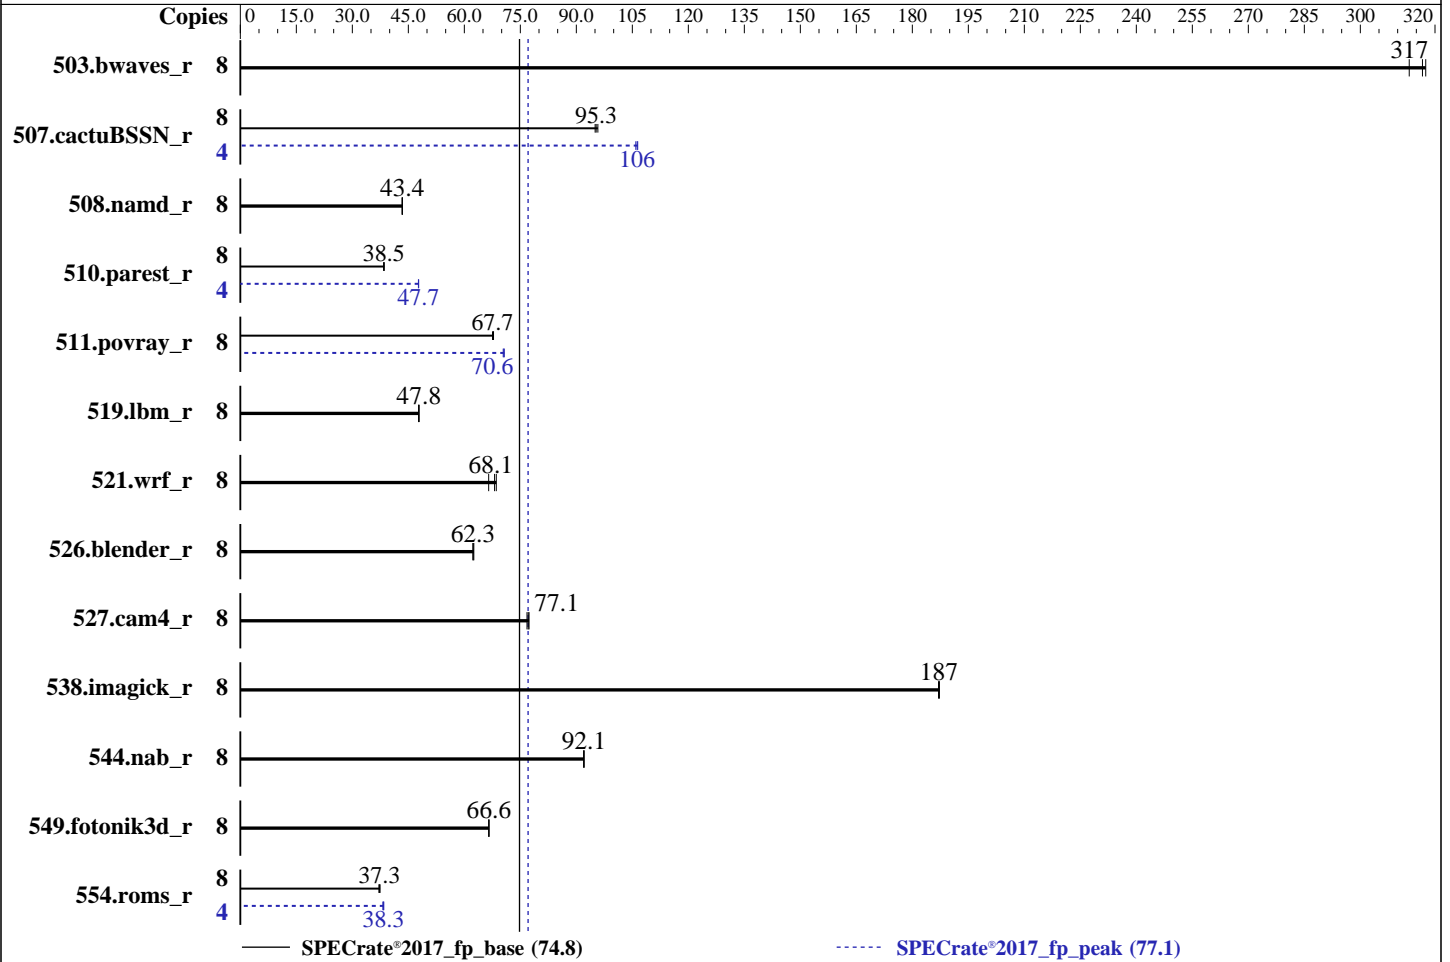 Copies 0 15.0 30.0 45.0 60.0 75.0 90.0 105 120 135 150 165 180 195 210 225 240 255 270 285 300 320
503.bwaves_r 8 317
507.cactuBSSN_r 8 95.3
4 106
508.namd_r 8 43.4
510.parest_r 8 38.5
4 47.7
511.povray_r 8 67.7
70.6
519.lbm_r 8 47.8
521.wrf_r 8 68.1
526.blender_r 8 62.3
527.cam4_r 8 77.1
538.imagick_r 8 187
544.nab_r 8 92.1
549.fotonik3d_r 8 66.6
554.roms_r 8 37.3
4 38.3
SPECrate®2017_fp_base (74.8) SPECrate®2017_fp_peak (77.1)